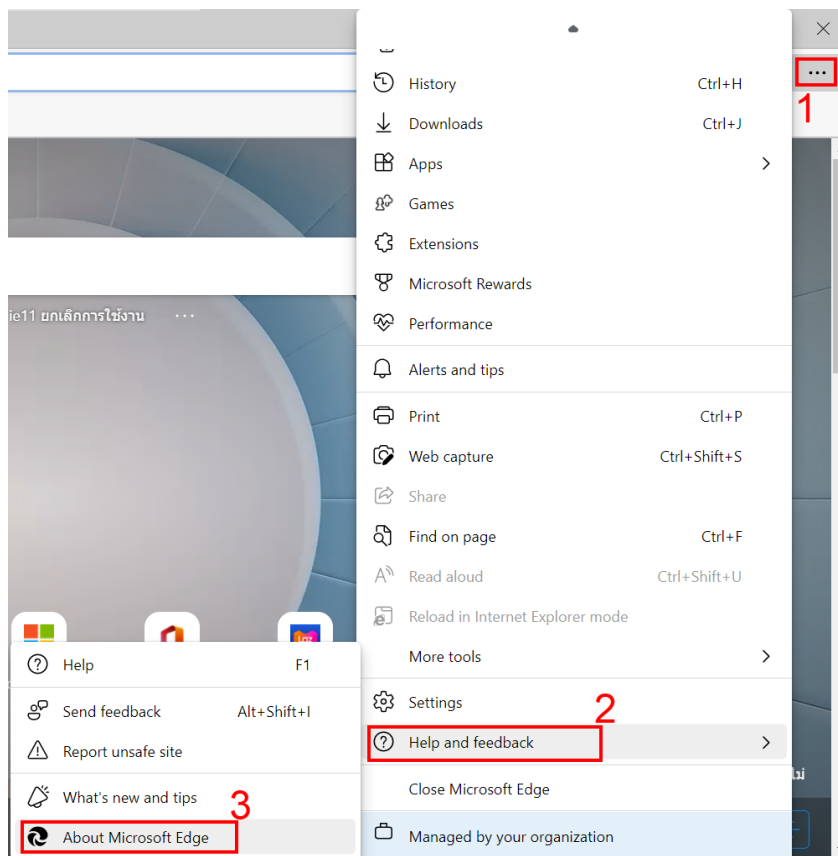 1
History Ctrl+H
Downloads Ctrl+J
Apps
Games
Extensions
Microsoft Rewards
ie11 ยกเลิกการใช้งาน
Performance
Alerts and tips
Print Ctrl+P
Web capture Ctrl+Shift+S
Share
Find on page Ctrl+F
Read aloud Ctrl+Shift+U
Reload in Internet Explorer mode
More tools
Settings
2
Help and feedback
Close Microsoft Edge
Managed by your organization
Laz
Help F1
Send feedback Alt+Shift+I
Report unsafe site
What's new and tips
3
About Microsoft Edge
ไม่